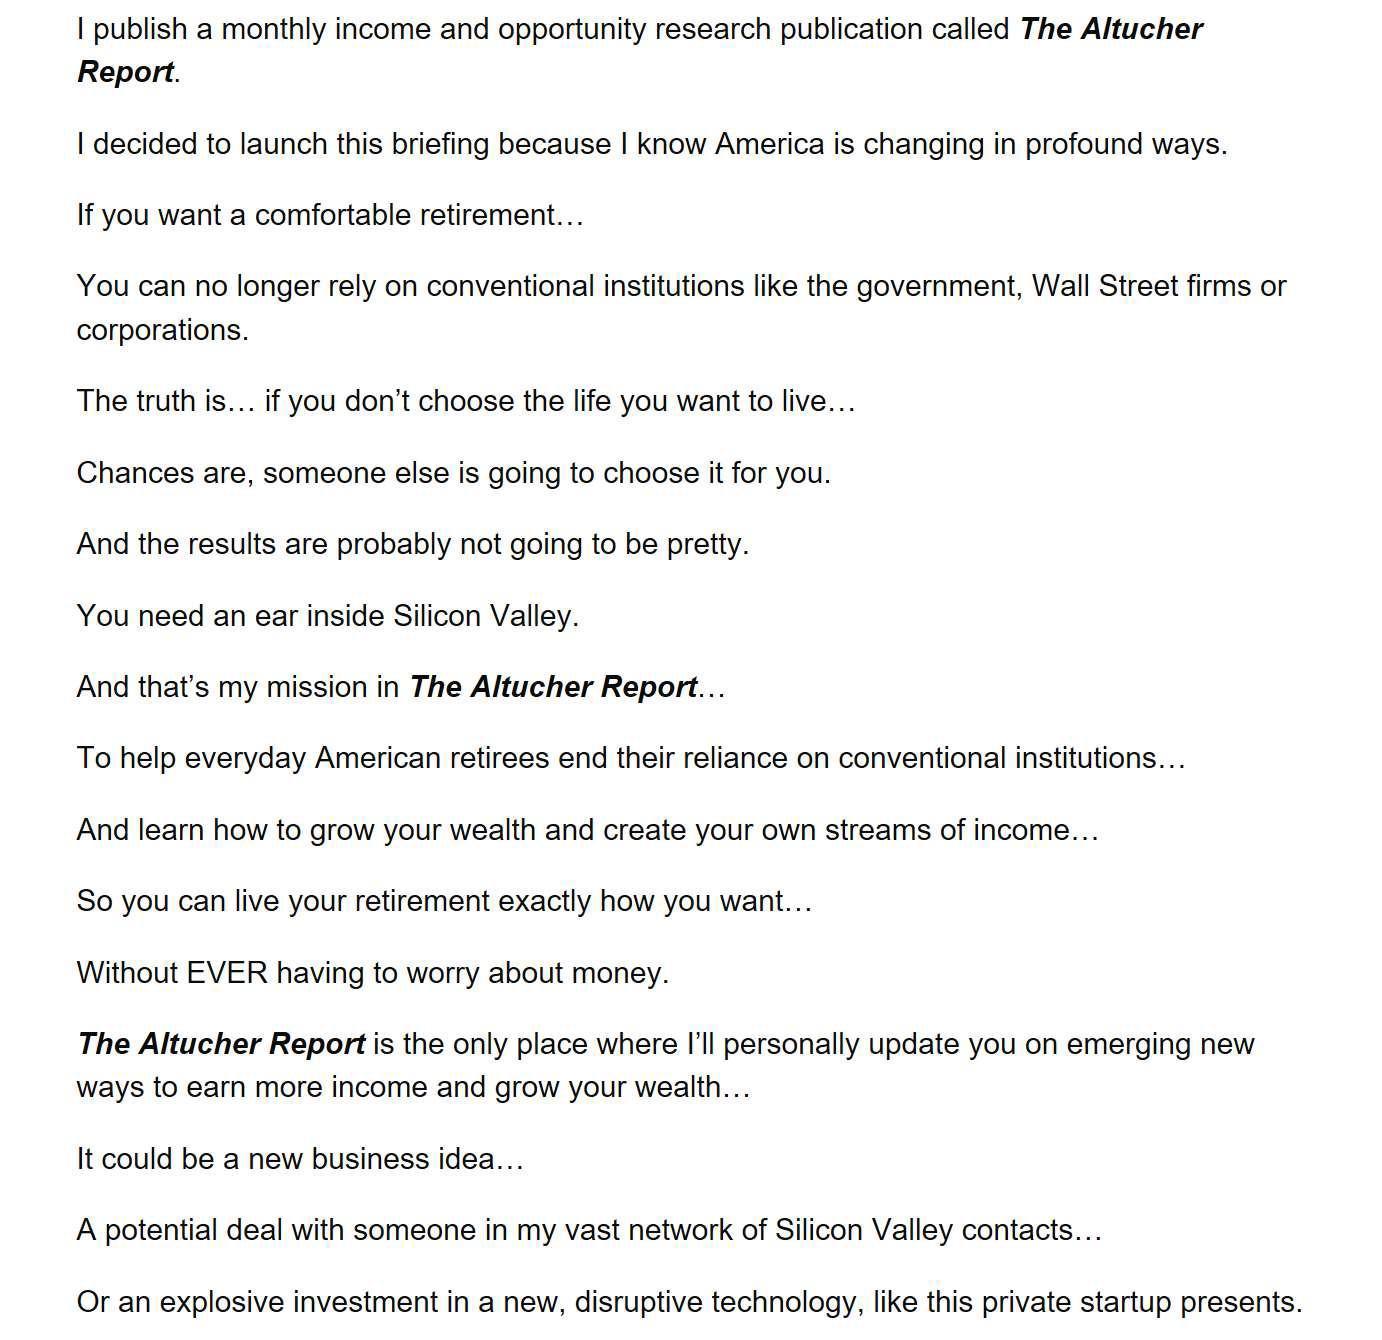 I publish a monthly income and opportunity research publication called The Altucher
Report.
I decided to launch this briefing because I know America is changing in profound ways.
If you want a comfortable retirement…
You can no longer rely on conventional institutions like the government, Wall Street firms or
corporations.
The truth is… if you don’t choose the life you want to live…
Chances are, someone else is going to choose it for you.
And the results are probably not going to be pretty.
You need an ear inside Silicon Valley.
And that’s my mission in The Altucher Report…
To help everyday American retirees end their reliance on conventional institutions…
And learn how to grow your wealth and create your own streams of income…
So you can live your retirement exactly how you want…
Without EVER having to worry about money.
The Altucher Report is the only place where I’ll personally update you on emerging new
ways to earn more income and grow your wealth…
It could be a new business idea…
A potential deal with someone in my vast network of Silicon Valley contacts…
Or an explosive investment in a new, disruptive technology, like this private startup presents.